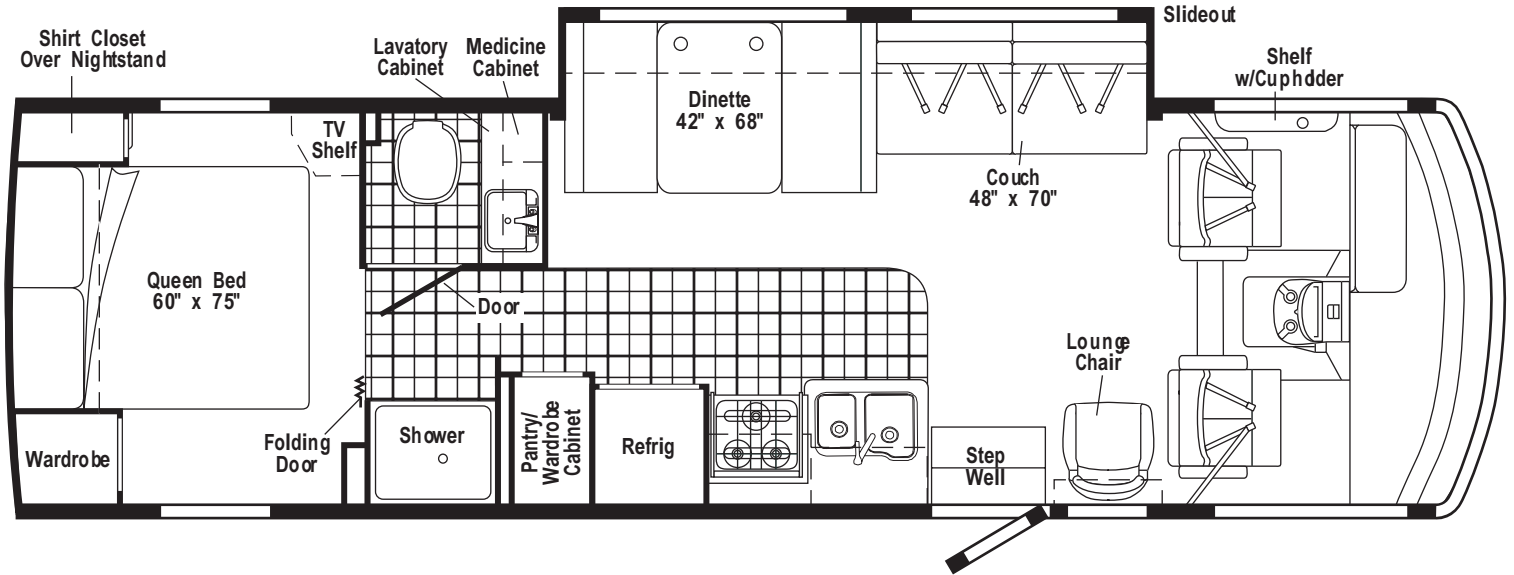 Slideout
Shirt Closet
Over Nightstand
Lavatory
Cabinet
Medicine
Cabinet
Shelf
w/Cupholder
TV
Shelf
Dinette
42" x 68"
Couch
48" x 70"
Queen Bed
60" x 75"
Door
Lounge
Chair
Folding
Door
Wardrobe
Shower
Pantry/
Wardrobe
Cabinet
Refrig
Step
Well